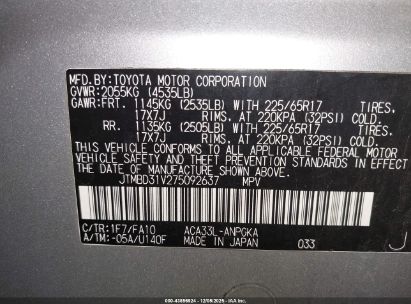 MFD.BY:TOYOTA MOTOR CORPORATION
GVWR:2055KG (4535LB)
GAWR:FRT. 1145KG (2535LB) WITH 225/65R17 TIRES,
17X7J RIMS, AT 220KPA (32PSI) COLD.
RR. 1135KG (2505LB) WITH 225/65R17 TIRES,
17X7J RIMS, AT 220KPA (32PSI) COLD.
THIS VEHICLE CONFORMS TO ALL APPLICABLE FEDERAL MOTOR
VEHICLE SAFETY, BUMPER, AND
THEFT PREVENTION STANDARDS IN EFFECT ON
THE DATE OF MANUFACTURE SHOWN ABOVE.
JTMBD31V275092637 MPV
C/TR:1F7/FA10 ACA33L-ANPGKA
A/TM:-05A/U140F MADE IN JAPAN 033
J